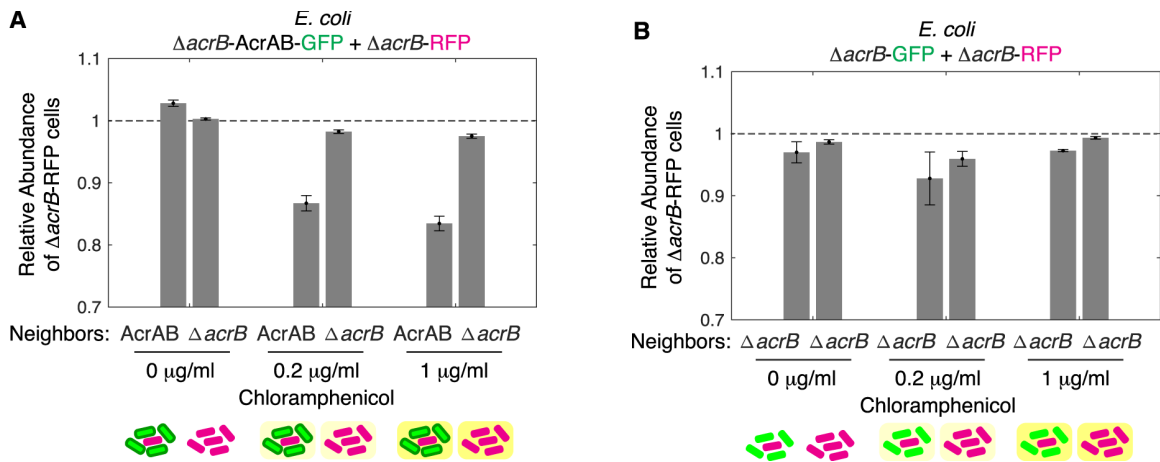 A
E. coli
ΔacrB-AcrAB-GFP + ΔacrB-RFP
Relative Abundance
of ΔacrB-RFP cells
1.1
1
0.9
0.8
0.7
Neighbors: AcrAB ΔacrB AcrAB ΔacrB AcrAB ΔacrB
0 μg/ml 0.2 μg/ml 1 μg/ml
Chloramphenicol
B
E. coli
ΔacrB-GFP + ΔacrB-RFP
Relative Abundance
of ΔacrB-RFP cells
1.1
1
0.9
0.8
0.7
Neighbors: ΔacrB ΔacrB ΔacrB ΔacrB ΔacrB ΔacrB
0 μg/ml 0.2 μg/ml 1 μg/ml
Chloramphenicol